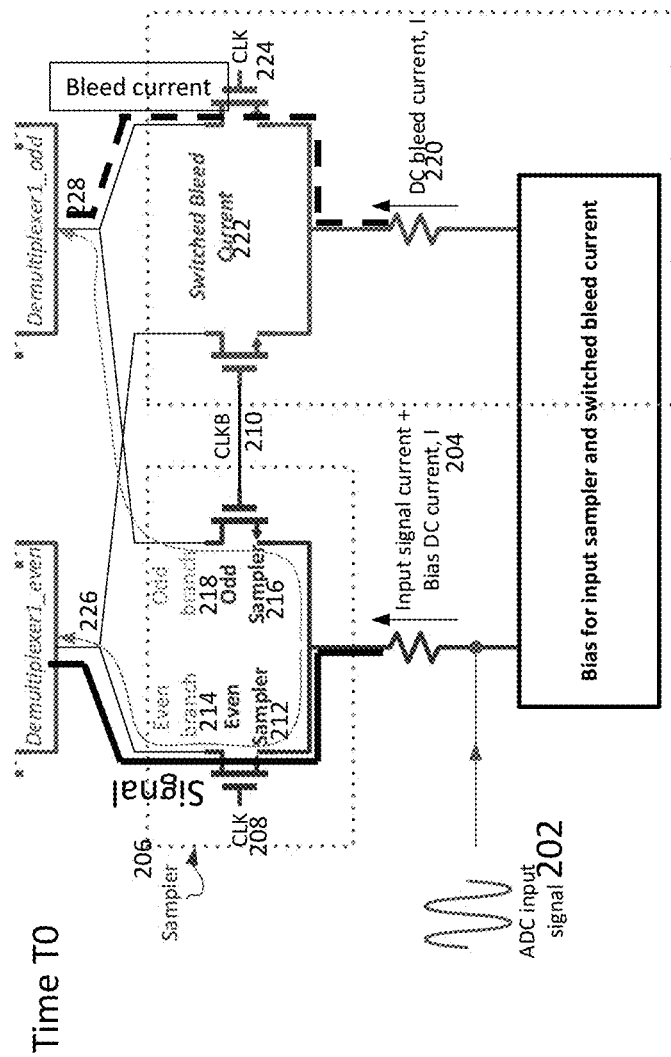 Time T0
Demultiplexer1_even
Demultiplexer1_odd
226
228
Bleed current
206
Sampler
Signal
CLK
208
Even
branch
214
Even
Sampler
212
Odd
branch
218
Odd
Sampler
216
CLKB
210
Switched Bleed
Current
222
CLK
224
Input signal current +
Bias DC current, I
204
DC bleed current, I
220
ADC input
signal 202
Bias for input sampler and switched bleed current